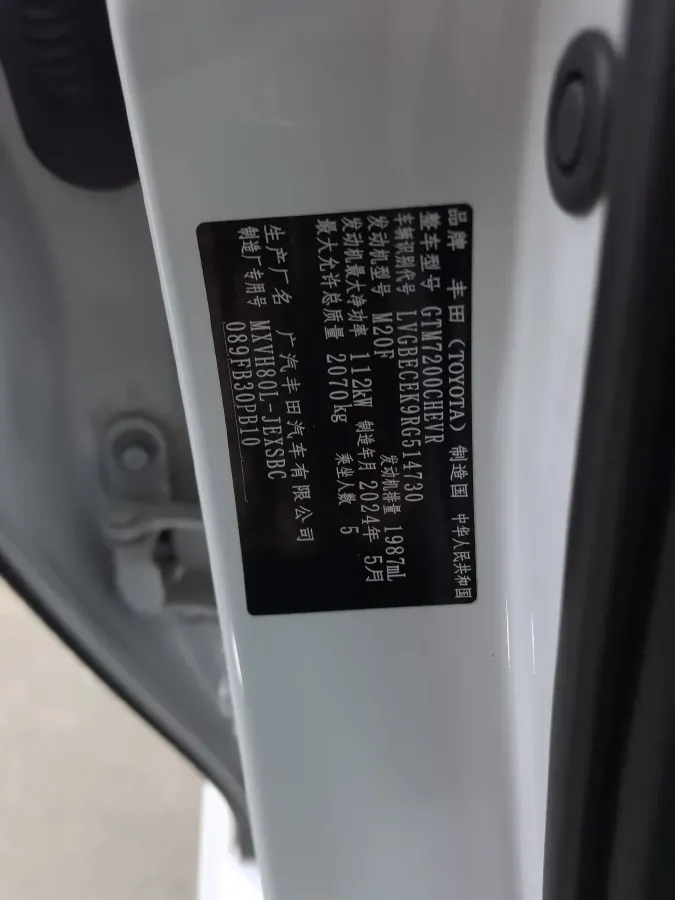 品牌 丰田(TOYOTA) 制造国 中华人民共和国
整车型号 GTM7200CHEVR
车辆识别代号 LVGBECEK9RG514730
发动机型号 M20F 发动机排量 1987mL
发动机最大净功率 112kW 制造年月 2024年 5月
最大允许总质量 2070kg 乘坐人数 5
生产厂名 广汽丰田汽车有限公司
制造厂专用号 MXVH80L-JEXSBC
089FB30PB10